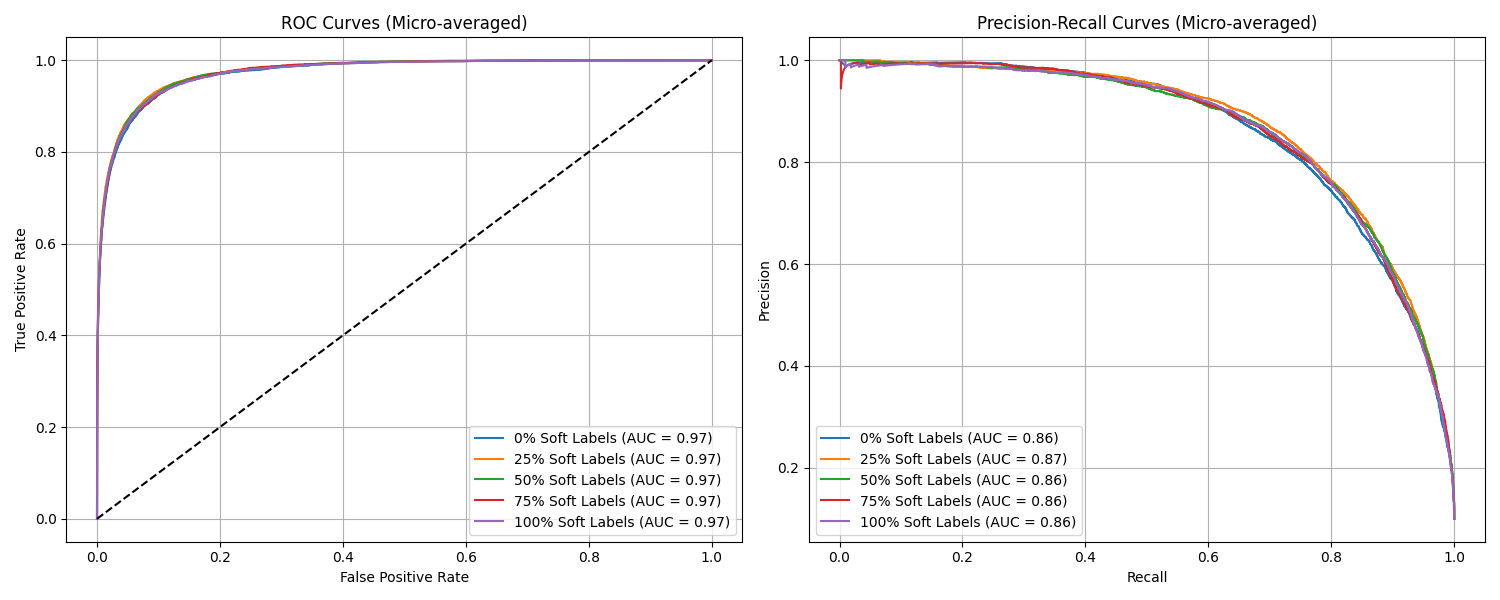 ROC Curves (Micro-averaged)
True Positive Rate
1.0
0.8
0.6
0.4
0.2
0.0
0% Soft Labels (AUC = 0.97)
25% Soft Labels (AUC = 0.97)
50% Soft Labels (AUC = 0.97)
75% Soft Labels (AUC = 0.97)
100% Soft Labels (AUC = 0.97)
0.0 0.2 0.4 0.6 0.8 1.0
False Positive Rate
Precision-Recall Curves (Micro-averaged)
Precision
1.0
0.8
0.6
0.4
0.2
0% Soft Labels (AUC = 0.86)
25% Soft Labels (AUC = 0.87)
50% Soft Labels (AUC = 0.86)
75% Soft Labels (AUC = 0.86)
100% Soft Labels (AUC = 0.86)
0.0 0.2 0.4 0.6 0.8 1.0
Recall